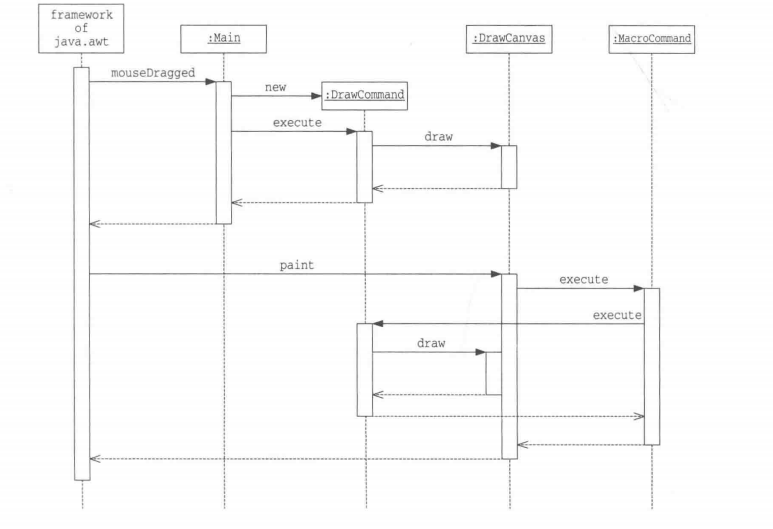 framework
of
java.awt
:Main
:DrawCanvas
:MacroCommand
mouseDragged
new
:DrawCommand
execute
draw
paint
execute
execute
draw